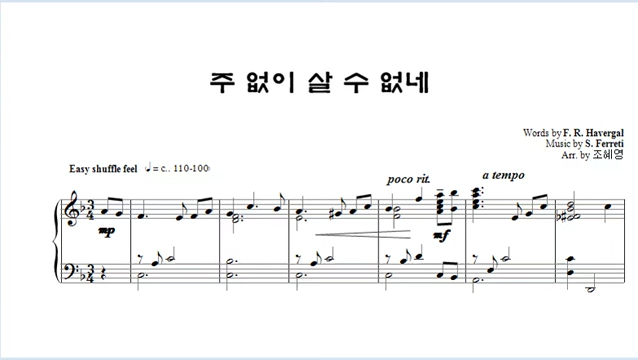 주 없이 살 수 없네
Words by F. R. Havergal
Music by S. Ferreti
Arr. by 조혜영
Easy shuffle feel ♩= c.. 110-100
poco rit.
a tempo
mp
mf